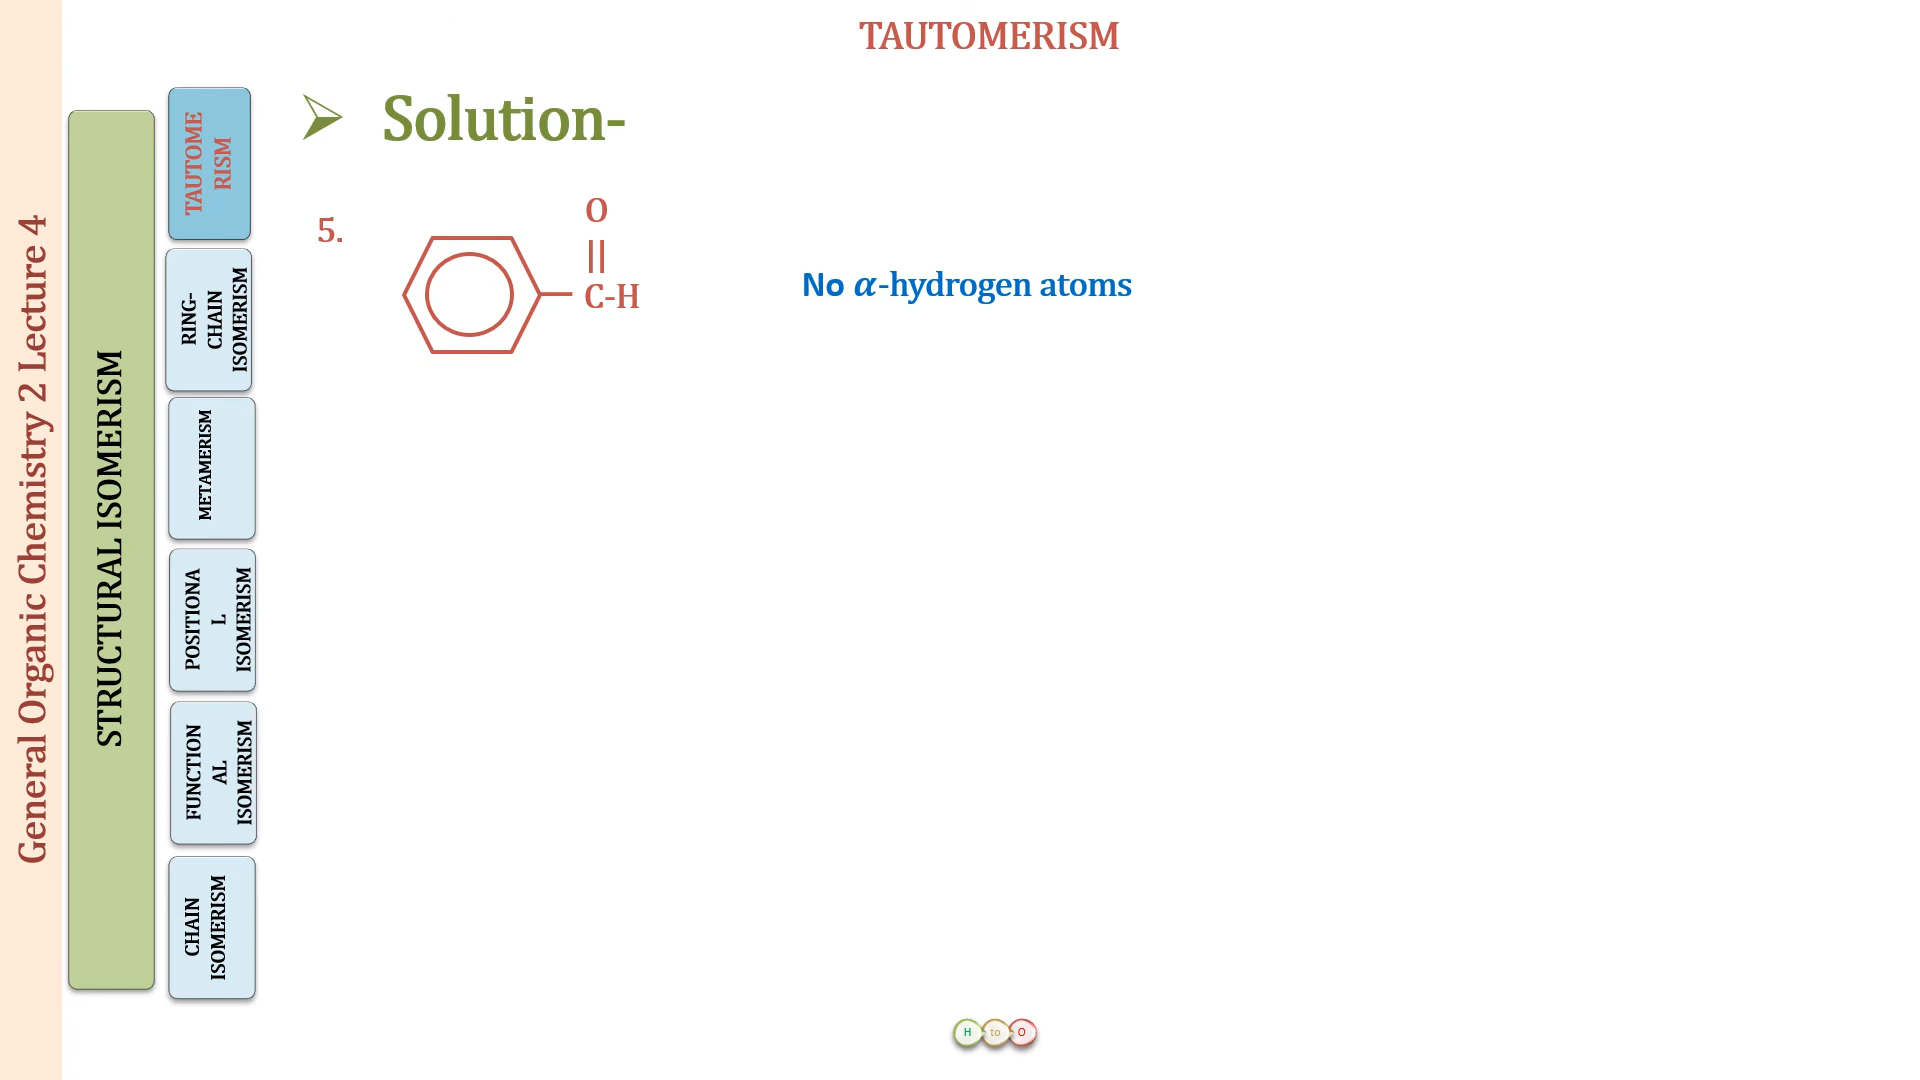 TAUTOMERISM
General Organic Chemistry 2 Lecture 4
STRUCTURAL ISOMERISM
TAUTOME
RISM
RING-
CHAIN
ISOMERISM
METAMERISM
POSITIONA
L
ISOMERISM
FUNCTION
AL
ISOMERISM
CHAIN
ISOMERISM
➢ Solution-
5.
O
||
C-H
No α-hydrogen atoms
H to O